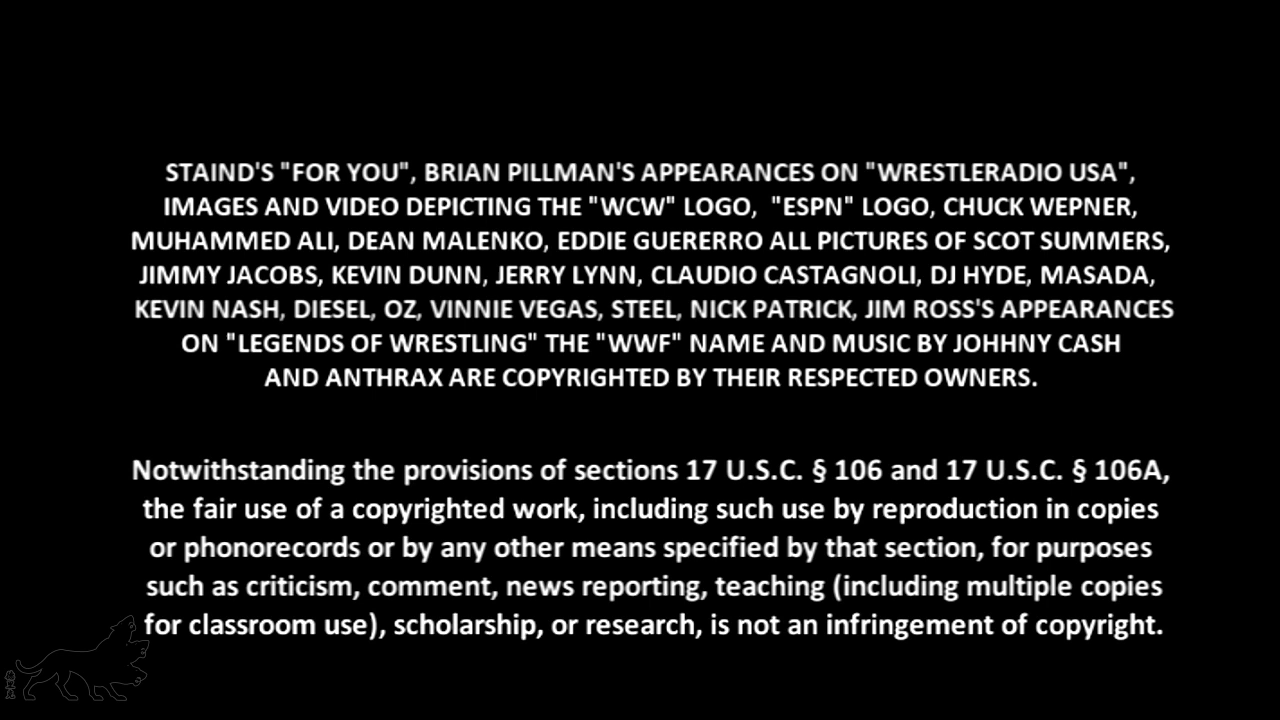 STAIND'S "FOR YOU", BRIAN PILLMAN'S APPEARANCES ON "WRESTLERADIO USA",
IMAGES AND VIDEO DEPICTING THE "WCW" LOGO,  "ESPN" LOGO, CHUCK WEPNER,
MUHAMMED ALI, DEAN MALENKO, EDDIE GUERERRO ALL PICTURES OF SCOT SUMMERS,
JIMMY JACOBS, KEVIN DUNN, JERRY LYNN, CLAUDIO CASTAGNOLI, DJ HYDE, MASADA,
KEVIN NASH, DIESEL, OZ, VINNIE VEGAS, STEEL, NICK PATRICK, JIM ROSS'S APPEARANCES
ON "LEGENDS OF WRESTLING" THE "WWF" NAME AND MUSIC BY JOHHNY CASH
AND ANTHRAX ARE COPYRIGHTED BY THEIR RESPECTED OWNERS.
Notwithstanding the provisions of sections 17 U.S.C. § 106 and 17 U.S.C. § 106A,
the fair use of a copyrighted work, including such use by reproduction in copies
or phonorecords or by any other means specified by that section, for purposes
such as criticism, comment, news reporting, teaching (including multiple copies
for classroom use), scholarship, or research, is not an infringement of copyright.